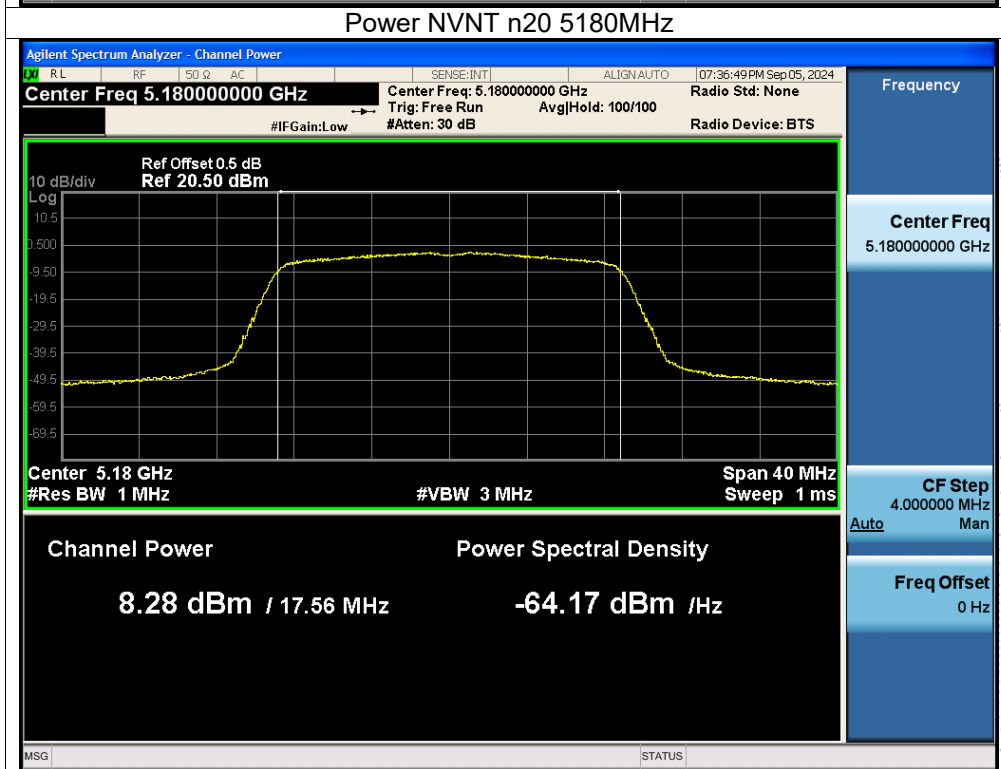 Power NVNT n20 5180MHz
Agilent Spectrum Analyzer - Channel Power
LXI RL RF 50 Ω AC SENSE:INT ALIGN AUTO 07:36:49 PM Sep 05, 2024
Center Freq 5.180000000 GHz
Center Freq: 5.180000000 GHz
Radio Std: None
Trig: Free Run Avg|Hold: 100/100
#IFGain:Low
#Atten: 30 dB
Radio Device: BTS
Ref Offset 0.5 dB
10 dB/div Ref 20.50 dBm
Log
10.5
0.500
-9.50
-19.5
-29.5
-39.5
-49.5
-59.5
-69.5
Center 5.18 GHz Span 40 MHz
#Res BW 1 MHz #VBW 3 MHz Sweep 1 ms
Channel Power Power Spectral Density
8.28 dBm / 17.56 MHz -64.17 dBm /Hz
Frequency
Center Freq
5.180000000 GHz
CF Step
4.000000 MHz
Auto Man
Freq Offset
0 Hz
MSG STATUS